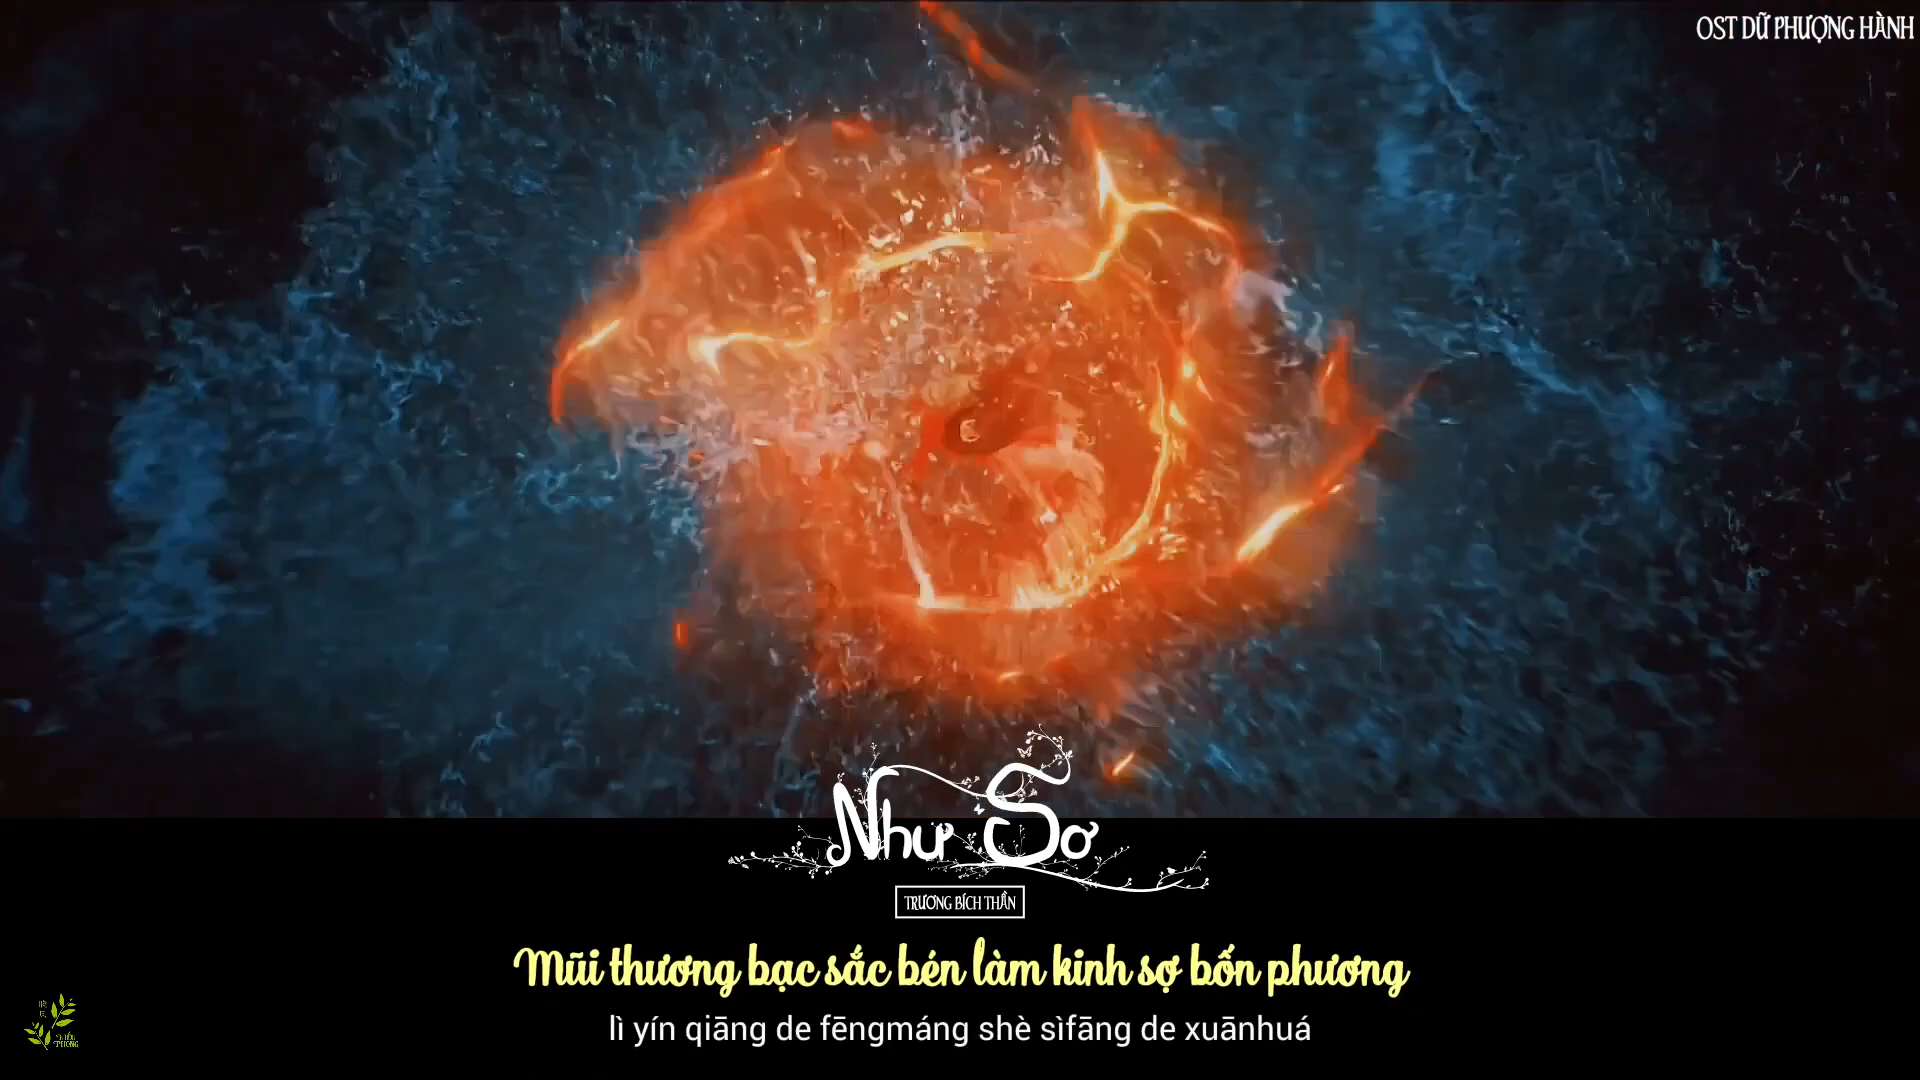 OST DỮ PHƯỢNG HÀNH
Như Sơ
TRƯƠNG BÍCH THẦN
Mũi thương bạc sắc bén làm kinh sợ bốn phương
lì yín qiāng de fēngmáng shè sìfāng de xuānhuá